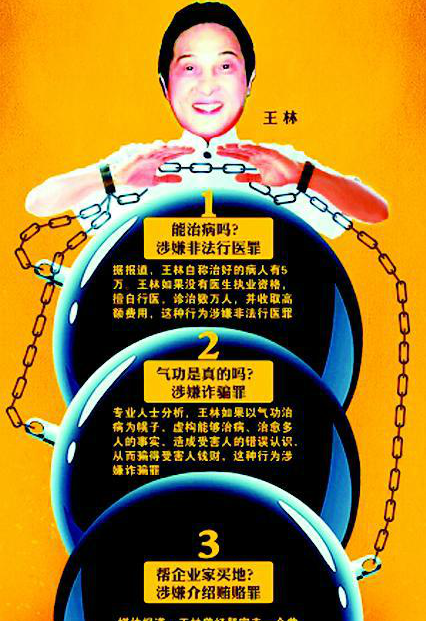 王林
1
能治病吗？
涉嫌非法行医罪
据报道，王林自称治好的病人有5
万。王林如果没有医生执业资格，
擅自行医，诊治数万人，并收取高
额费用，这种行为涉嫌非法行医罪
2
气功是真的吗？
涉嫌诈骗罪
专业人士分析，王林如果以气功治
病为幌子，虚构能够治病、治愈多
人的事实，造成受害人的错误认识，
从而骗得受害人钱财，这种行为涉
嫌诈骗罪
3
帮企业家买地？
涉嫌介绍贿赂罪